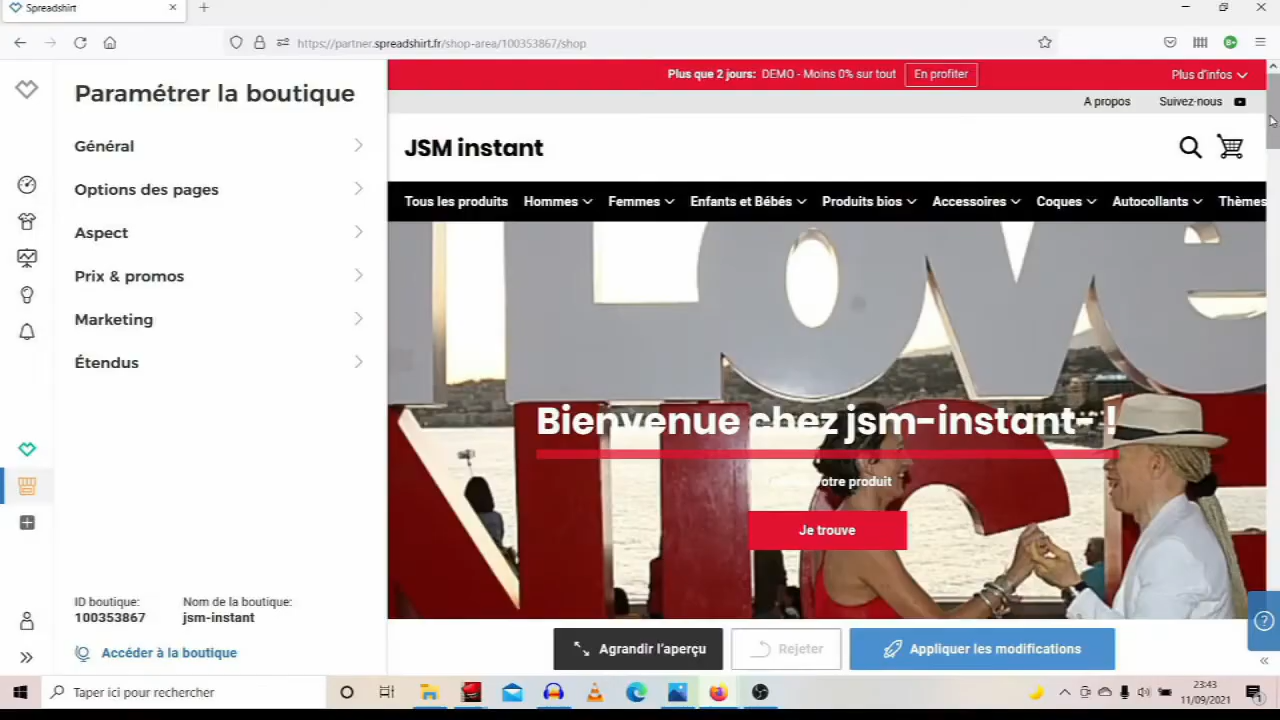 Spreadshirt
https://partner.spreadshirt.fr/shop-area/100353867/shop
Paramétrer la boutique
Général
Options des pages
Aspect
Prix & promos
Marketing
Étendus
ID boutique:
100353867
Nom de la boutique:
jsm-instant
Accéder à la boutique
Plus que 2 jours: DEMO - Moins 0% sur tout
En profiter
Plus d'infos
A propos
Suivez-nous
JSM instant
Tous les produits
Hommes
Femmes
Enfants et Bébés
Produits bios
Accessoires
Coques
Autocollants
Thèmes
Bienvenue chez jsm-instant- !
votre produit
Je trouve
Agrandir l'aperçu
Rejeter
Appliquer les modifications
Taper ici pour rechercher
23:43
11/09/2021